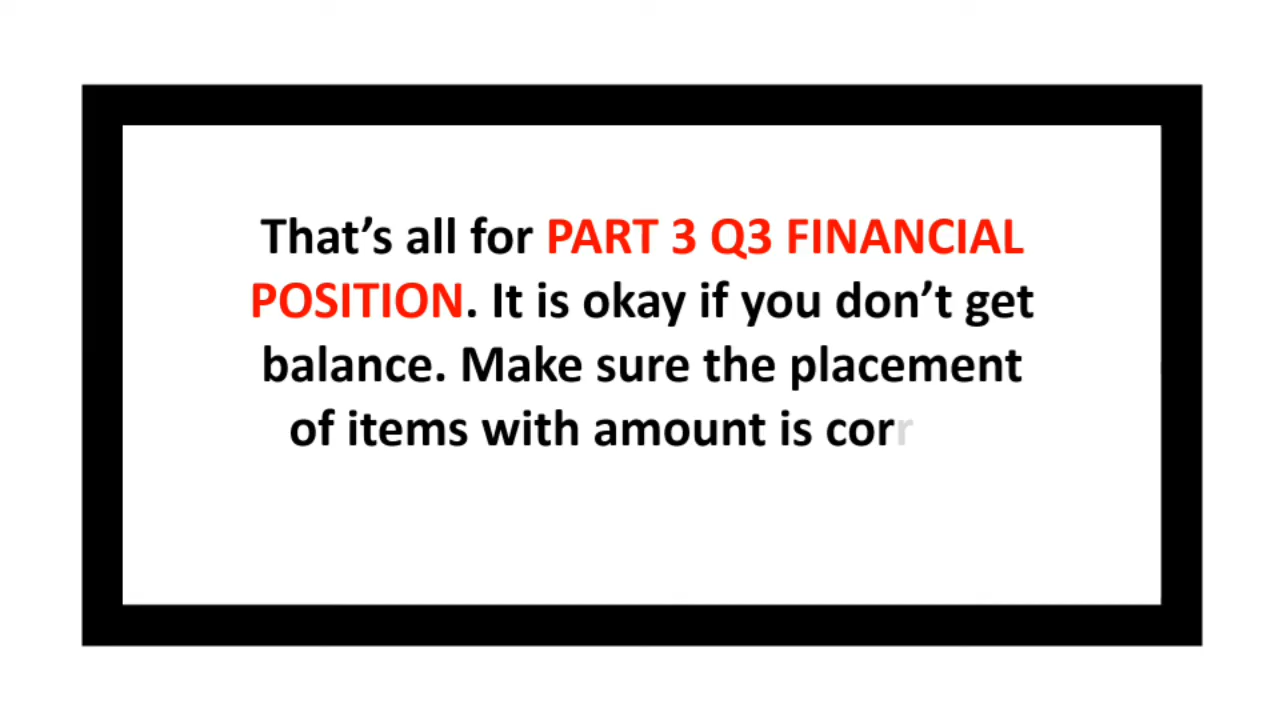 That’s all for PART 3 Q3 FINANCIAL
POSITION. It is okay if you don’t get
balance. Make sure the placement
of items with amount is corr